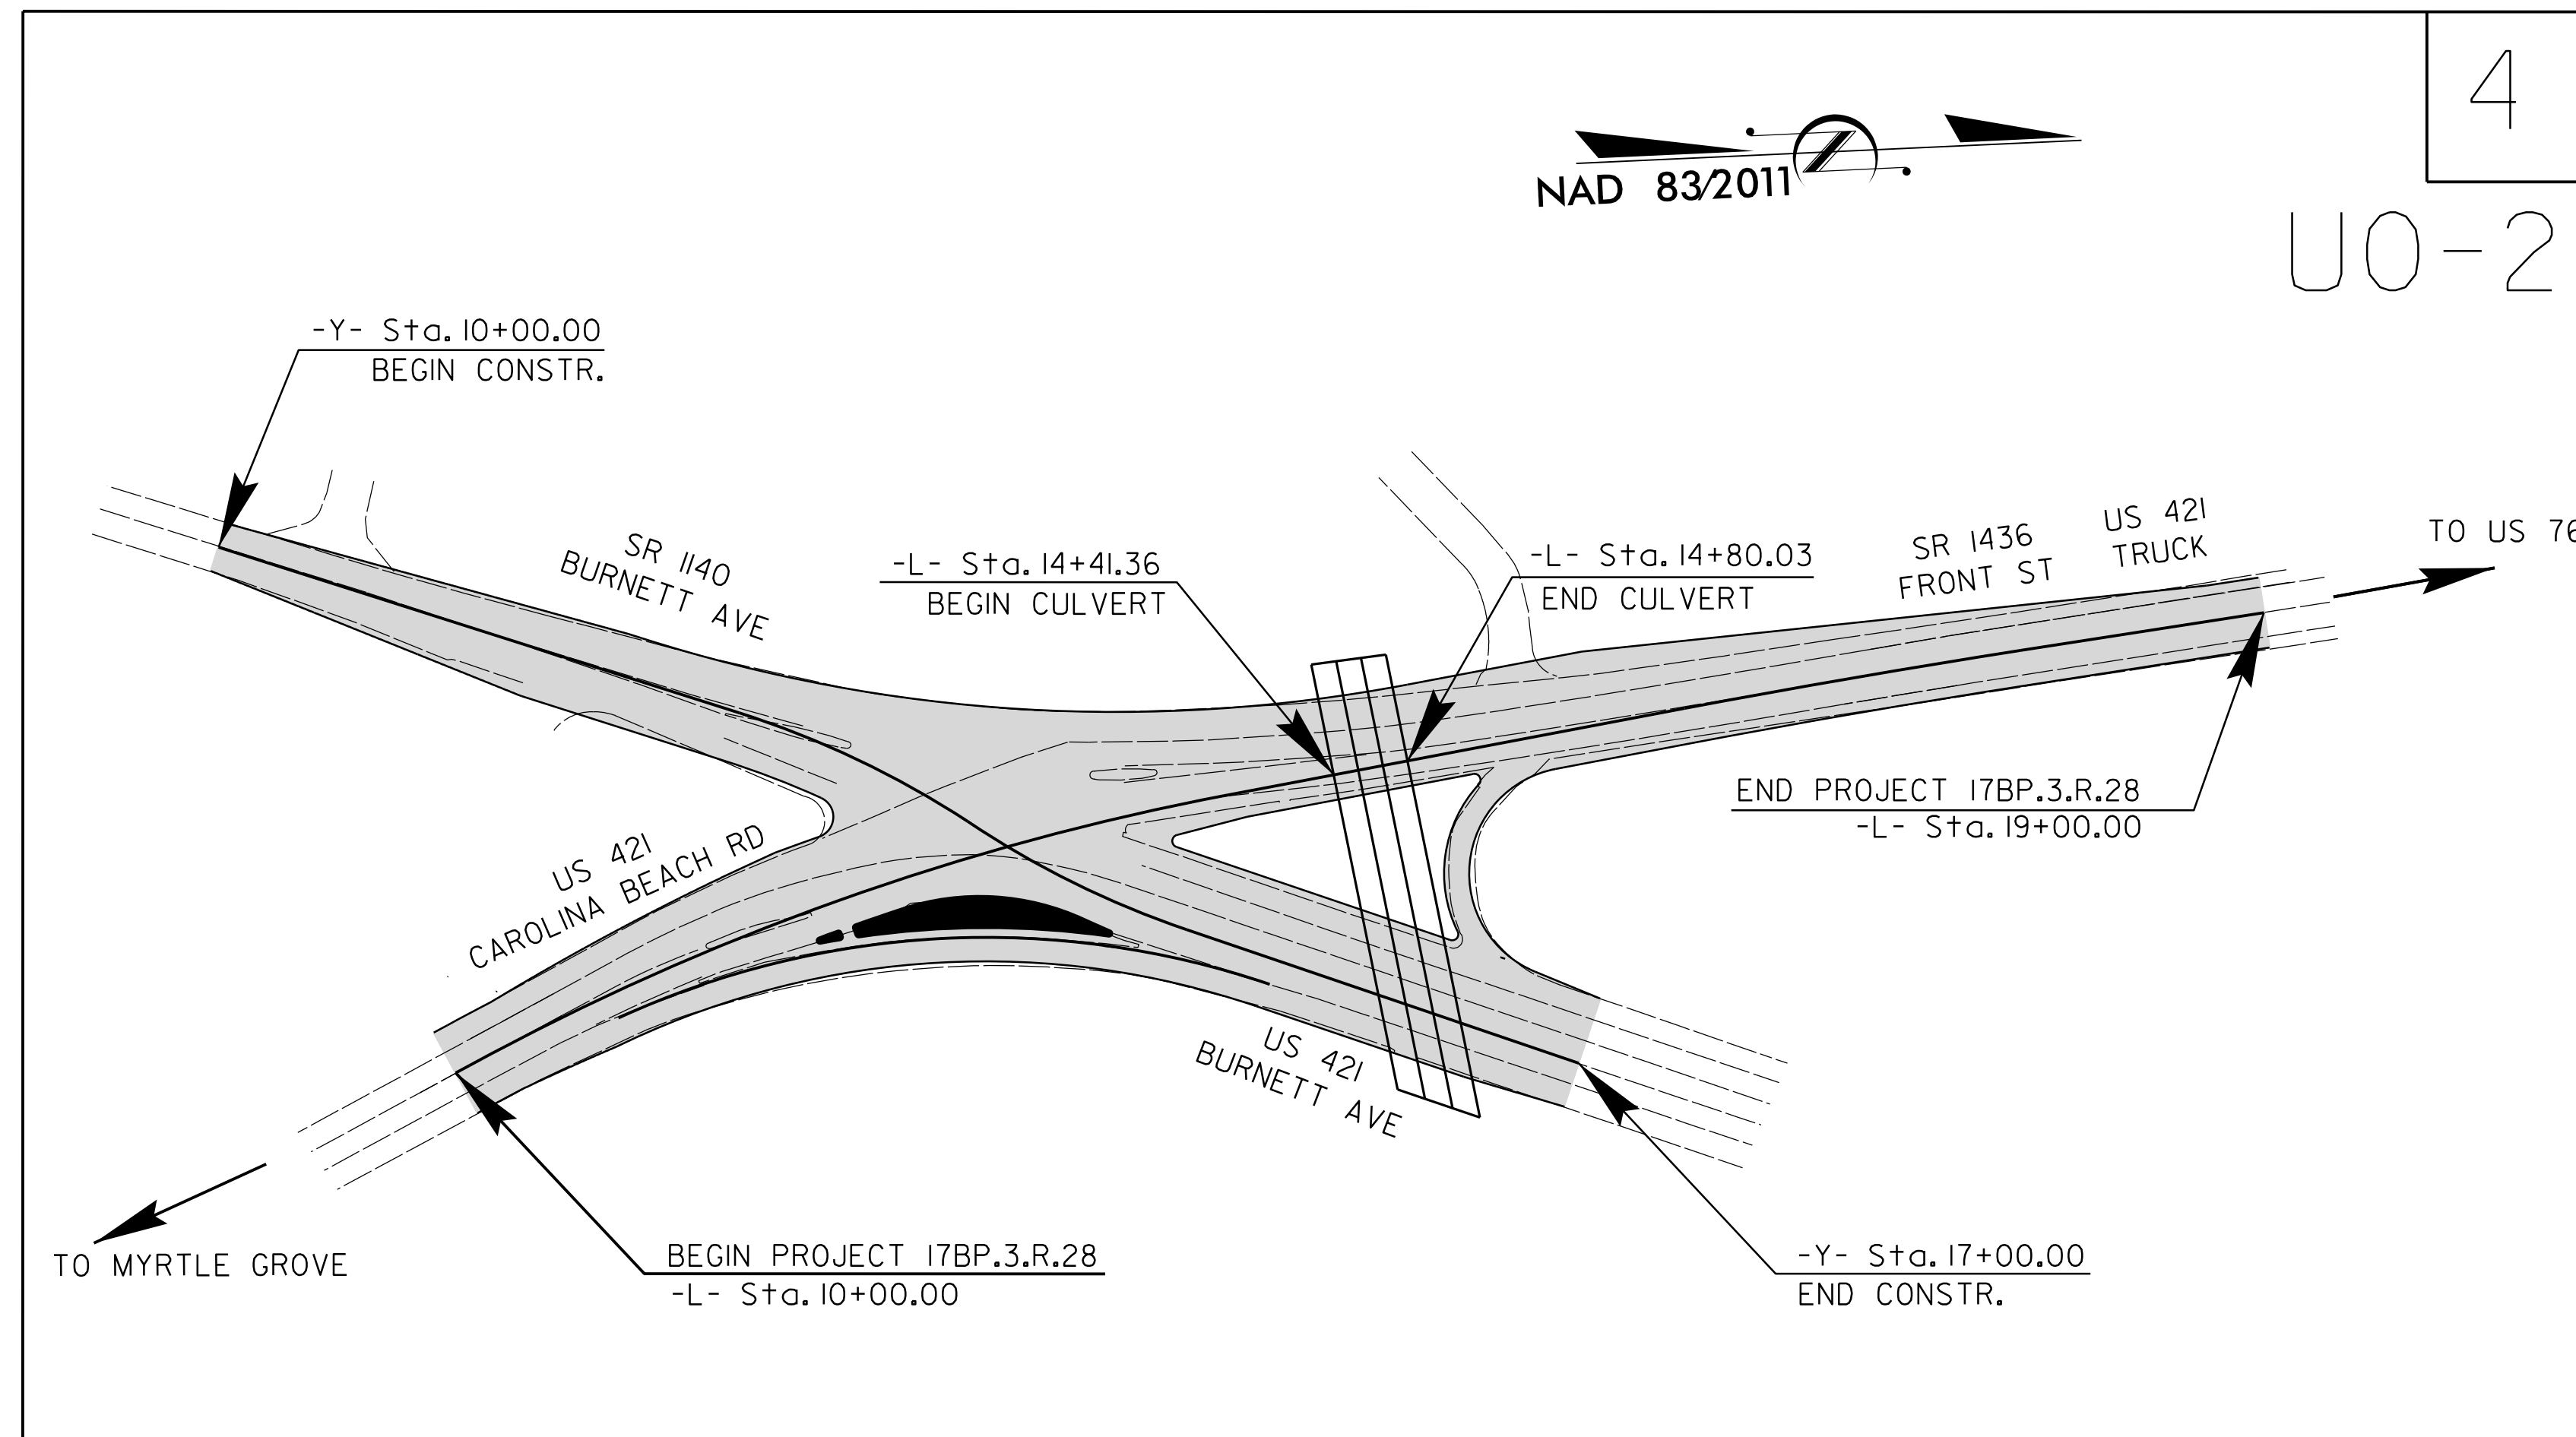 4
UO-2
NAD 83/2011
-Y- Sta. 10+00.00
BEGIN CONSTR.
SR 1140
BURNETT AVE
-L- Sta. 14+41.36
BEGIN CULVERT
-L- Sta. 14+80.03
END CULVERT
SR 1436
FRONT ST
US 421
TRUCK
TO US 76
END PROJECT 17BP.3.R.28
-L- Sta. 19+00.00
US 421
CAROLINA BEACH RD
US 421
BURNETT AVE
TO MYRTLE GROVE
BEGIN PROJECT 17BP.3.R.28
-L- Sta. 10+00.00
-Y- Sta. 17+00.00
END CONSTR.